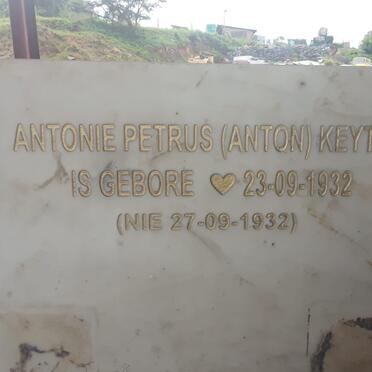 ANTONIE PETRUS (ANTON) KEYT
IS GEBORE 23-09-1932
(NIE 27-09-1932)